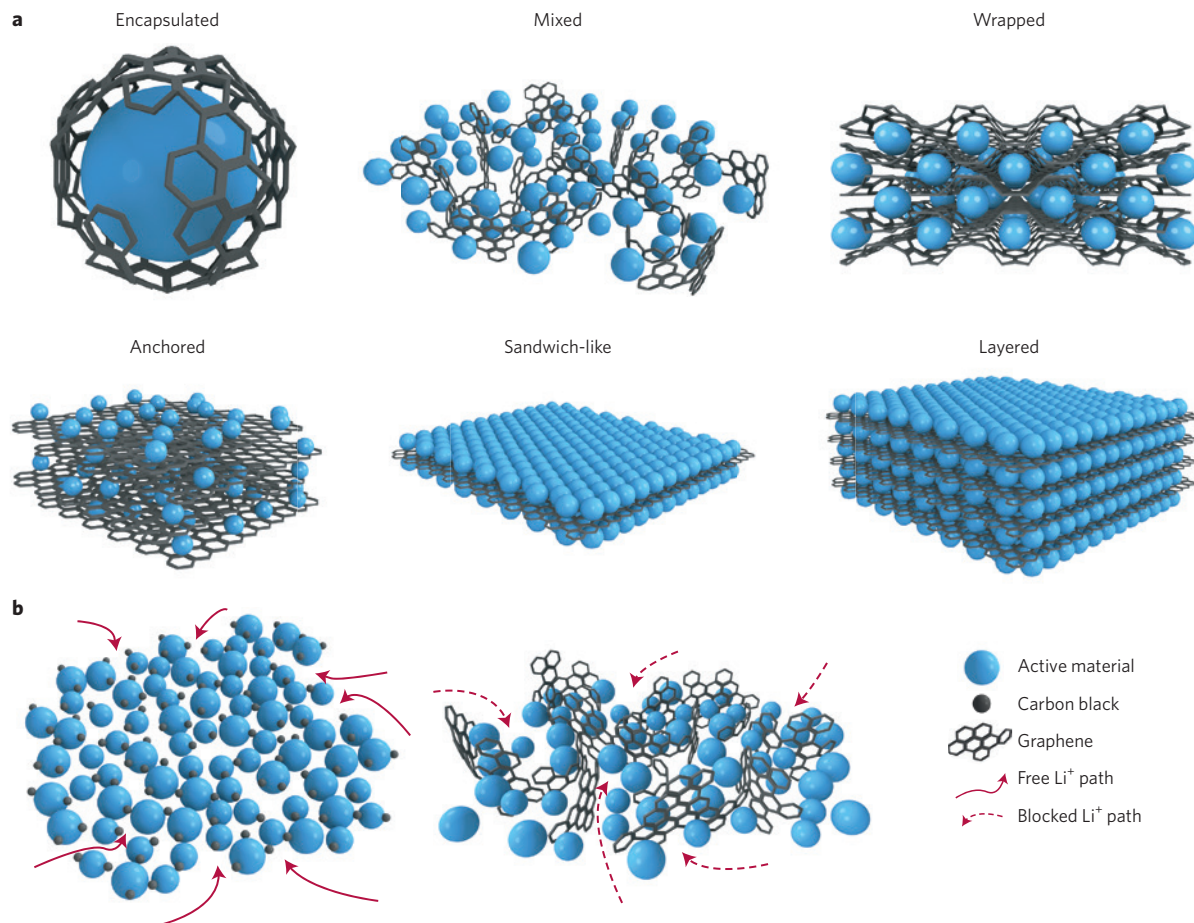 a
Encapsulated
Mixed
Wrapped
Anchored
Sandwich-like
Layered
b
Active material
Carbon black
Graphene
Free Li⁺ path
Blocked Li⁺ path